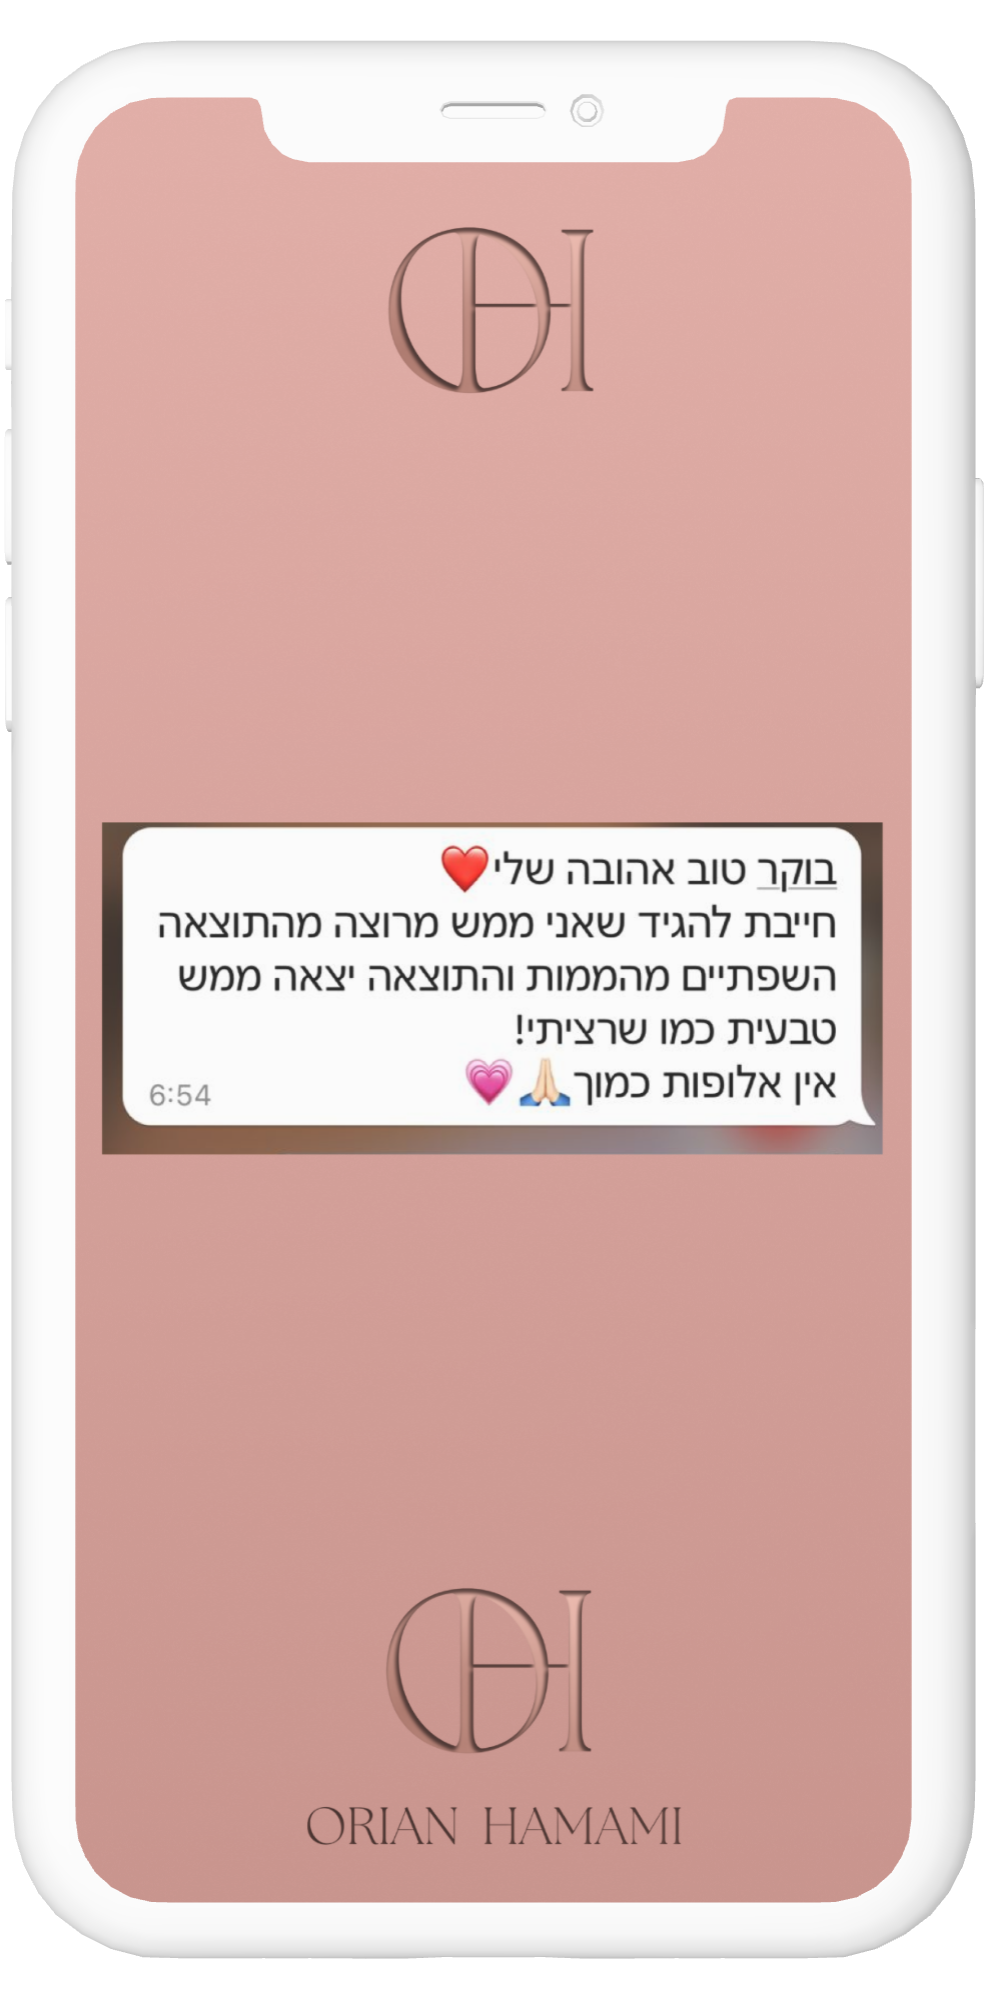 OH
בוקר טוב אהובה שלי❤️
חייבת להגיד שאני ממש מרוצה מהתוצאה
השפתיים מהממות והתוצאה יצאה ממש
טבעית כמו שרציתי!
אין אלופות כמוך🙏🏻💗
6:54
OH
ORIAN HAMAMI